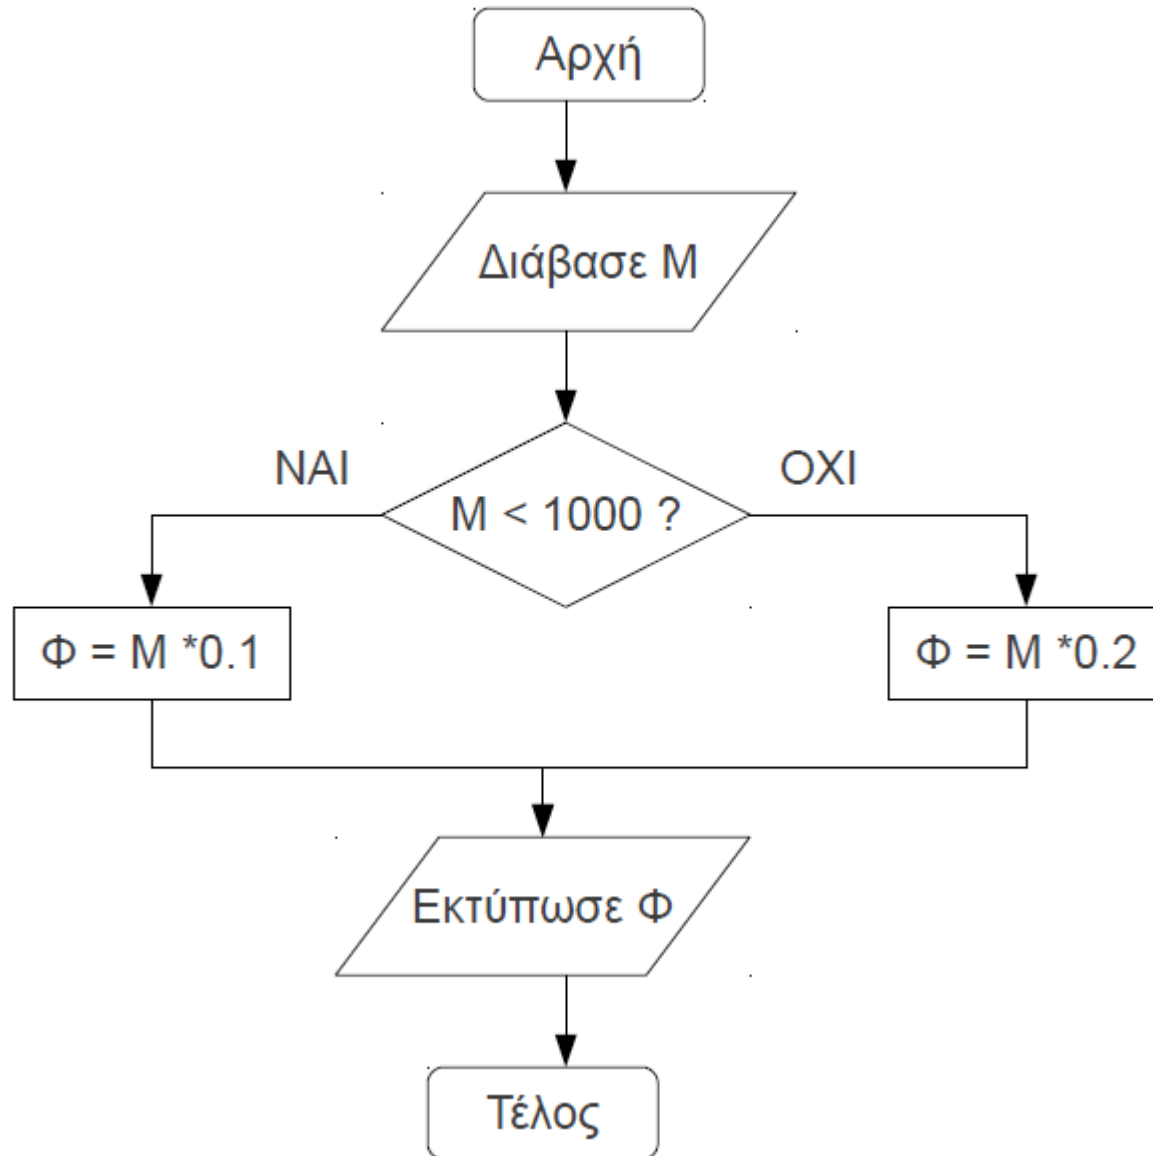 Αρχή
Διάβασε Μ
ΝΑΙ
ΟΧΙ
Μ < 1000 ?
Φ = Μ *0.1
Φ = Μ *0.2
Εκτύπωσε Φ
Τέλος